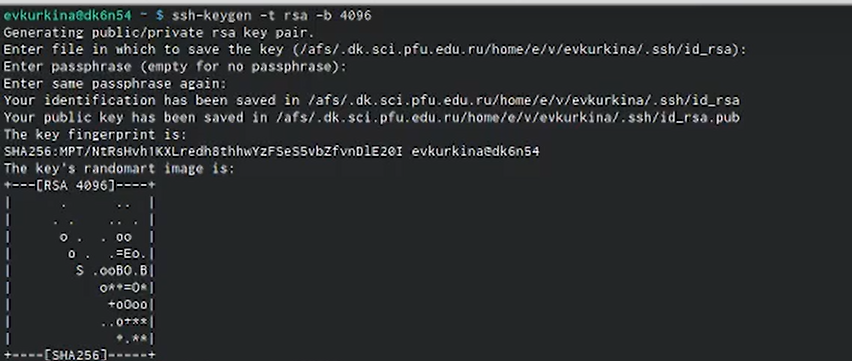 evkurkina@dk6n54 ~ $ ssh-keygen -t rsa -b 4096
Generating public/private rsa key pair.
Enter file in which to save the key (/afs/.dk.sci.pfu.edu.ru/home/e/v/evkurkina/.ssh/id_rsa):
Enter passphrase (empty for no passphrase):
Enter same passphrase again:
Your identification has been saved in /afs/.dk.sci.pfu.edu.ru/home/e/v/evkurkina/.ssh/id_rsa
Your public key has been saved in /afs/.dk.sci.pfu.edu.ru/home/e/v/evkurkina/.ssh/id_rsa.pub
The key fingerprint is:
SHA256:MPT/NtRsHvh1KXLredh8thhwYzFSeS5vbZfvnDlE20I evkurkina@dk6n54
The key's randomart image is:
+---[RSA 4096]----+
|      .      ..  |
|     . .    .. . |
|      o .  . oo  |
|       o .  .=Eo.|
|        S .ooBO.B|
|           o**=O*|
|            +oOoo|
|           ..o+**|
|             *.**|
+----[SHA256]-----+